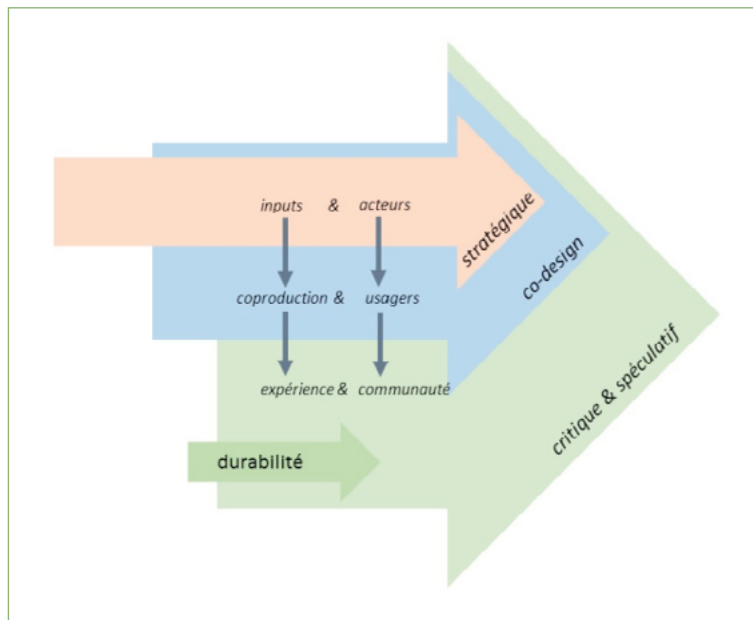 inputs & acteurs
stratégique
coproduction & usagers
co-design
expérience & communauté
critique & spéculatif
durabilité